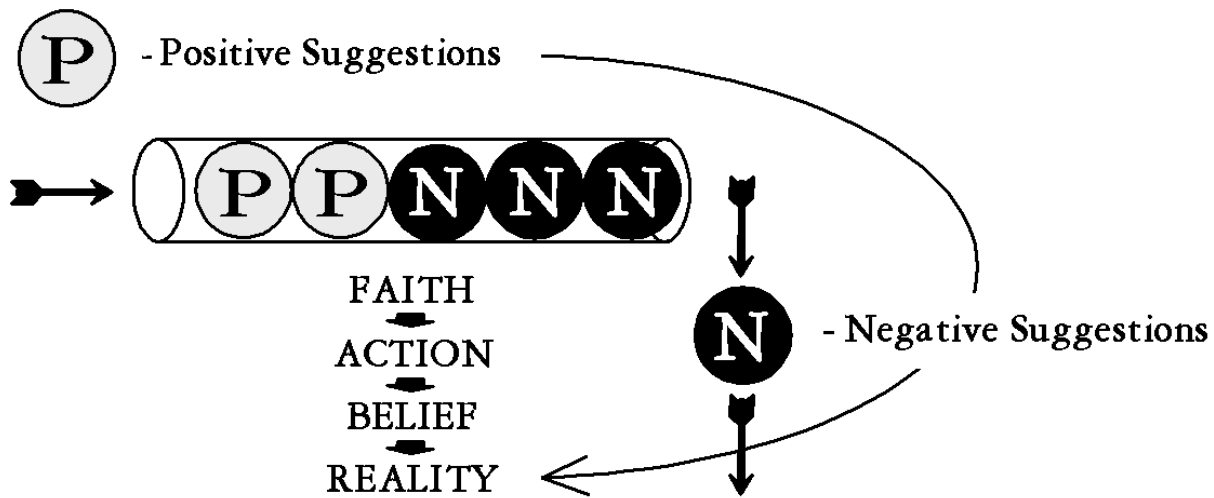 P - Positive Suggestions
P P N N N
FAITH
ACTION
BELIEF
REALITY
N - Negative Suggestions